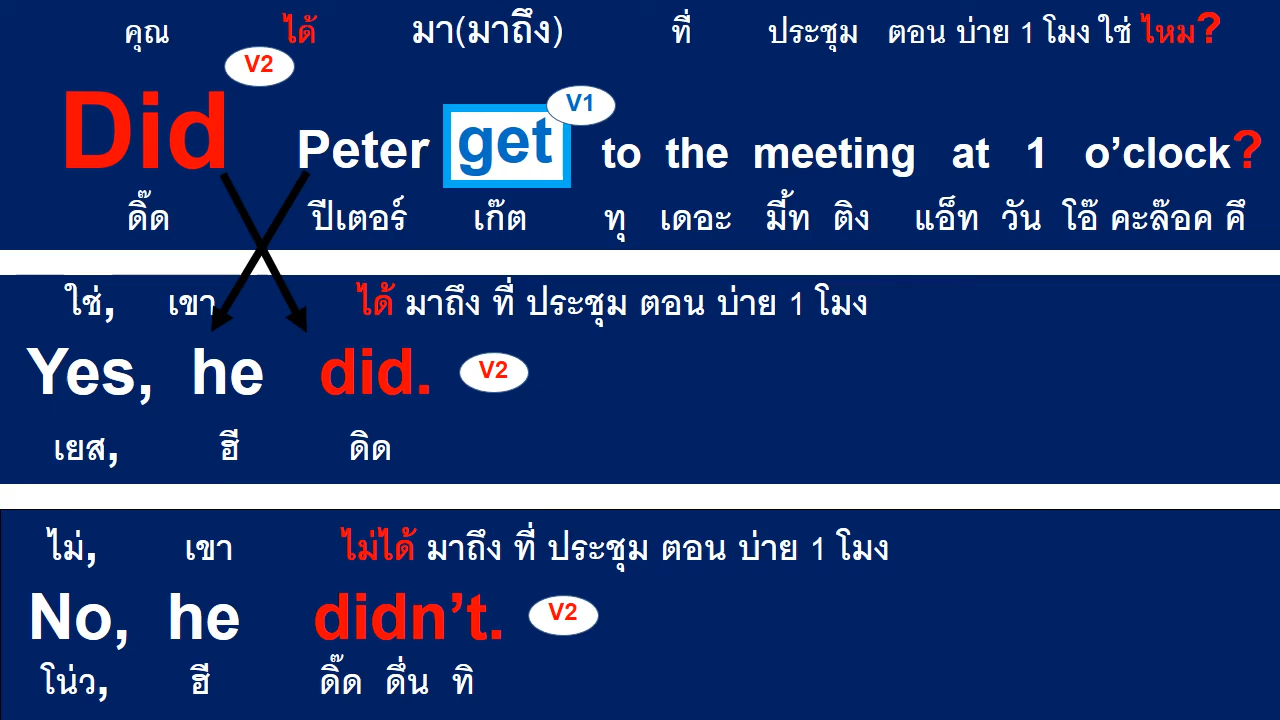 คุณ ได้ มา(มาถึง) ที่ ประชุม ตอน บ่าย 1 โมง ใช่ ไหม?
V2 V1
Did Peter get to the meeting at 1 o’clock?
ดิ๊ด ปีเตอร์ เก๊ต ทุ เดอะ มี้ท ติง แอ็ท วัน โอ๊ คะล๊อค คึ
ใช่, เขา ได้ มาถึง ที่ ประชุม ตอน บ่าย 1 โมง
Yes, he did. V2
เยส, ฮี ดิด
ไม่, เขา ไม่ได้ มาถึง ที่ ประชุม ตอน บ่าย 1 โมง
No, he didn’t. V2
โน่ว, ฮี ดิ๊ด ดึ่น ทิ